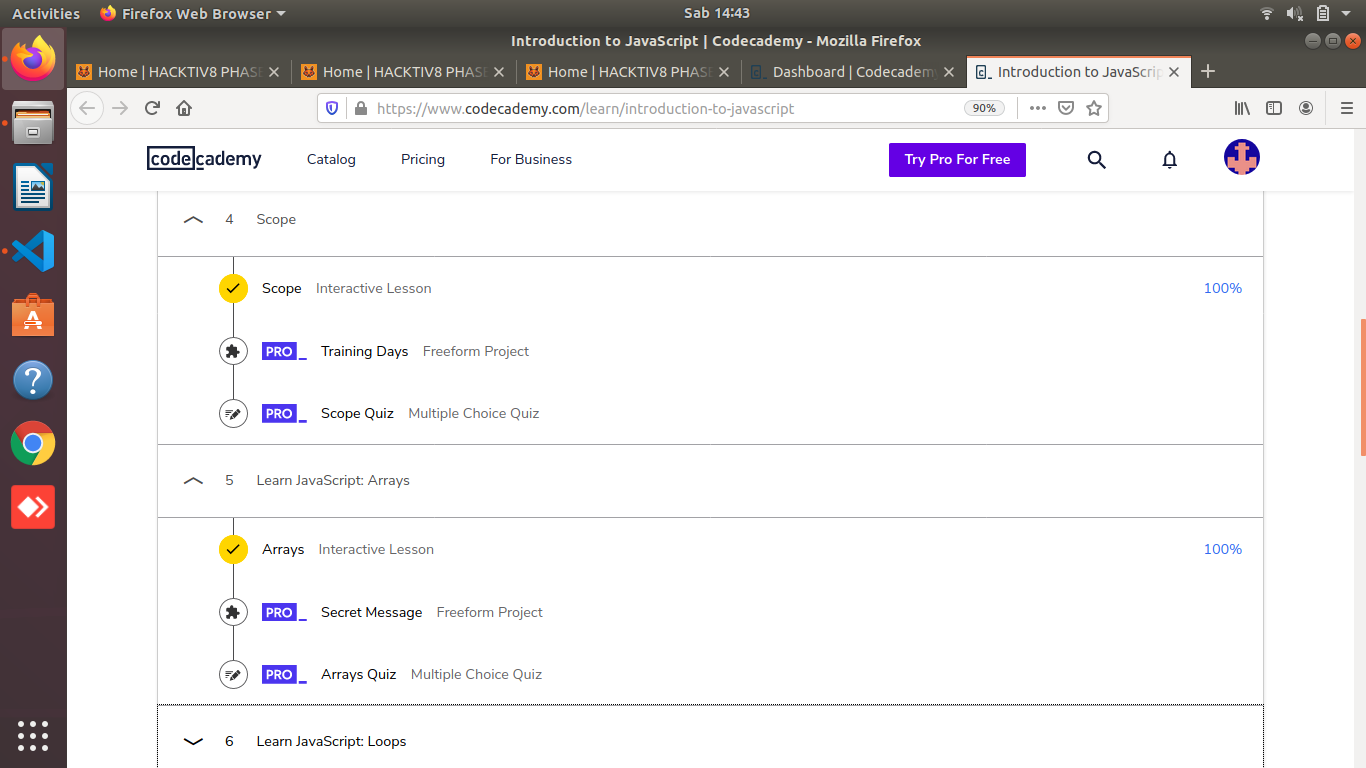 Activities Firefox Web Browser Sab 14:43
Introduction to JavaScript | Codecademy - Mozilla Firefox
Home | HACKTIV8 PHASE Home | HACKTIV8 PHASE Home | HACKTIV8 PHASE Dashboard | Codecademy Introduction to JavaScrip
https://www.codecademy.com/learn/introduction-to-javascript 90%
codecademy Catalog Pricing For Business Try Pro For Free
4 Scope
Scope Interactive Lesson 100%
PRO Training Days Freeform Project
PRO Scope Quiz Multiple Choice Quiz
5 Learn JavaScript: Arrays
Arrays Interactive Lesson 100%
PRO Secret Message Freeform Project
PRO Arrays Quiz Multiple Choice Quiz
6 Learn JavaScript: Loops